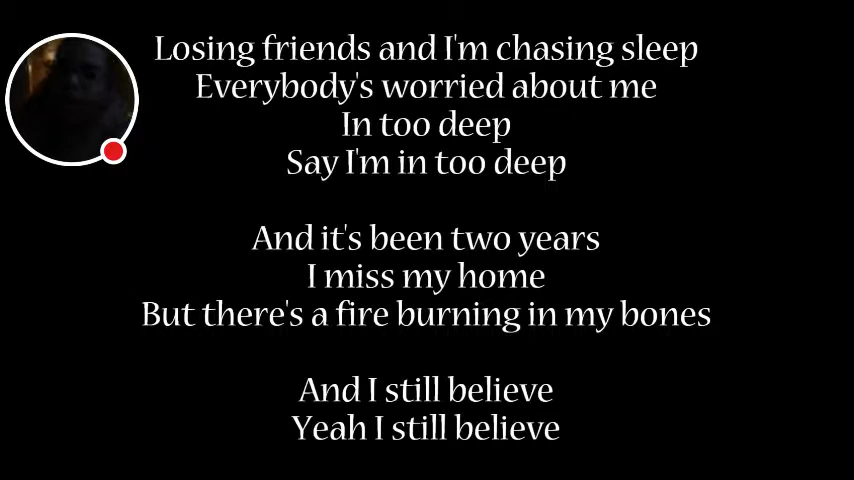 Losing friends and I'm chasing sleep
Everybody's worried about me
In too deep
Say I'm in too deep
And it's been two years
I miss my home
But there's a fire burning in my bones
And I still believe
Yeah I still believe